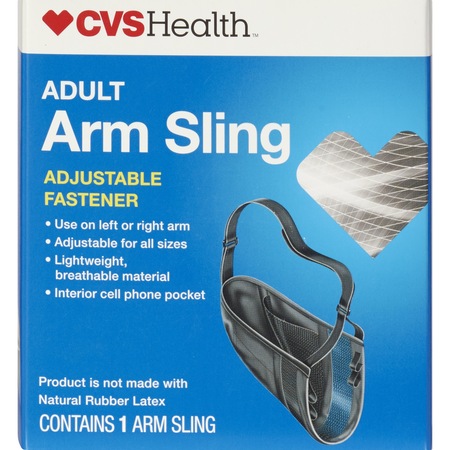 CVSHealth™
ADULT
Arm Sling
ADJUSTABLE
FASTENER
• Use on left or right arm
• Adjustable for all sizes
• Lightweight,
breathable material
• Interior cell phone pocket
Product is not made with
Natural Rubber Latex
CONTAINS 1 ARM SLING